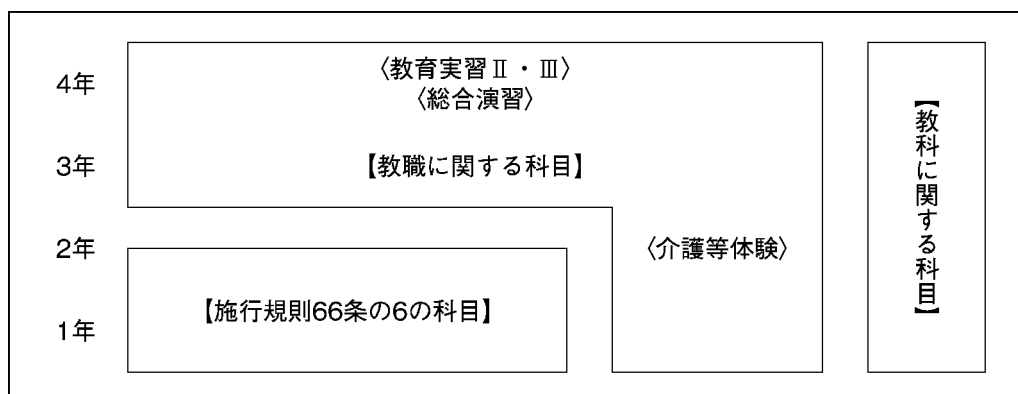 4年
〈教育実習Ⅱ・Ⅲ〉
〈総合演習〉
3年
【教職に関する科目】
2年
〈介護等体験〉
【施行規則66条の6の科目】
1年
【教科に関する科目】